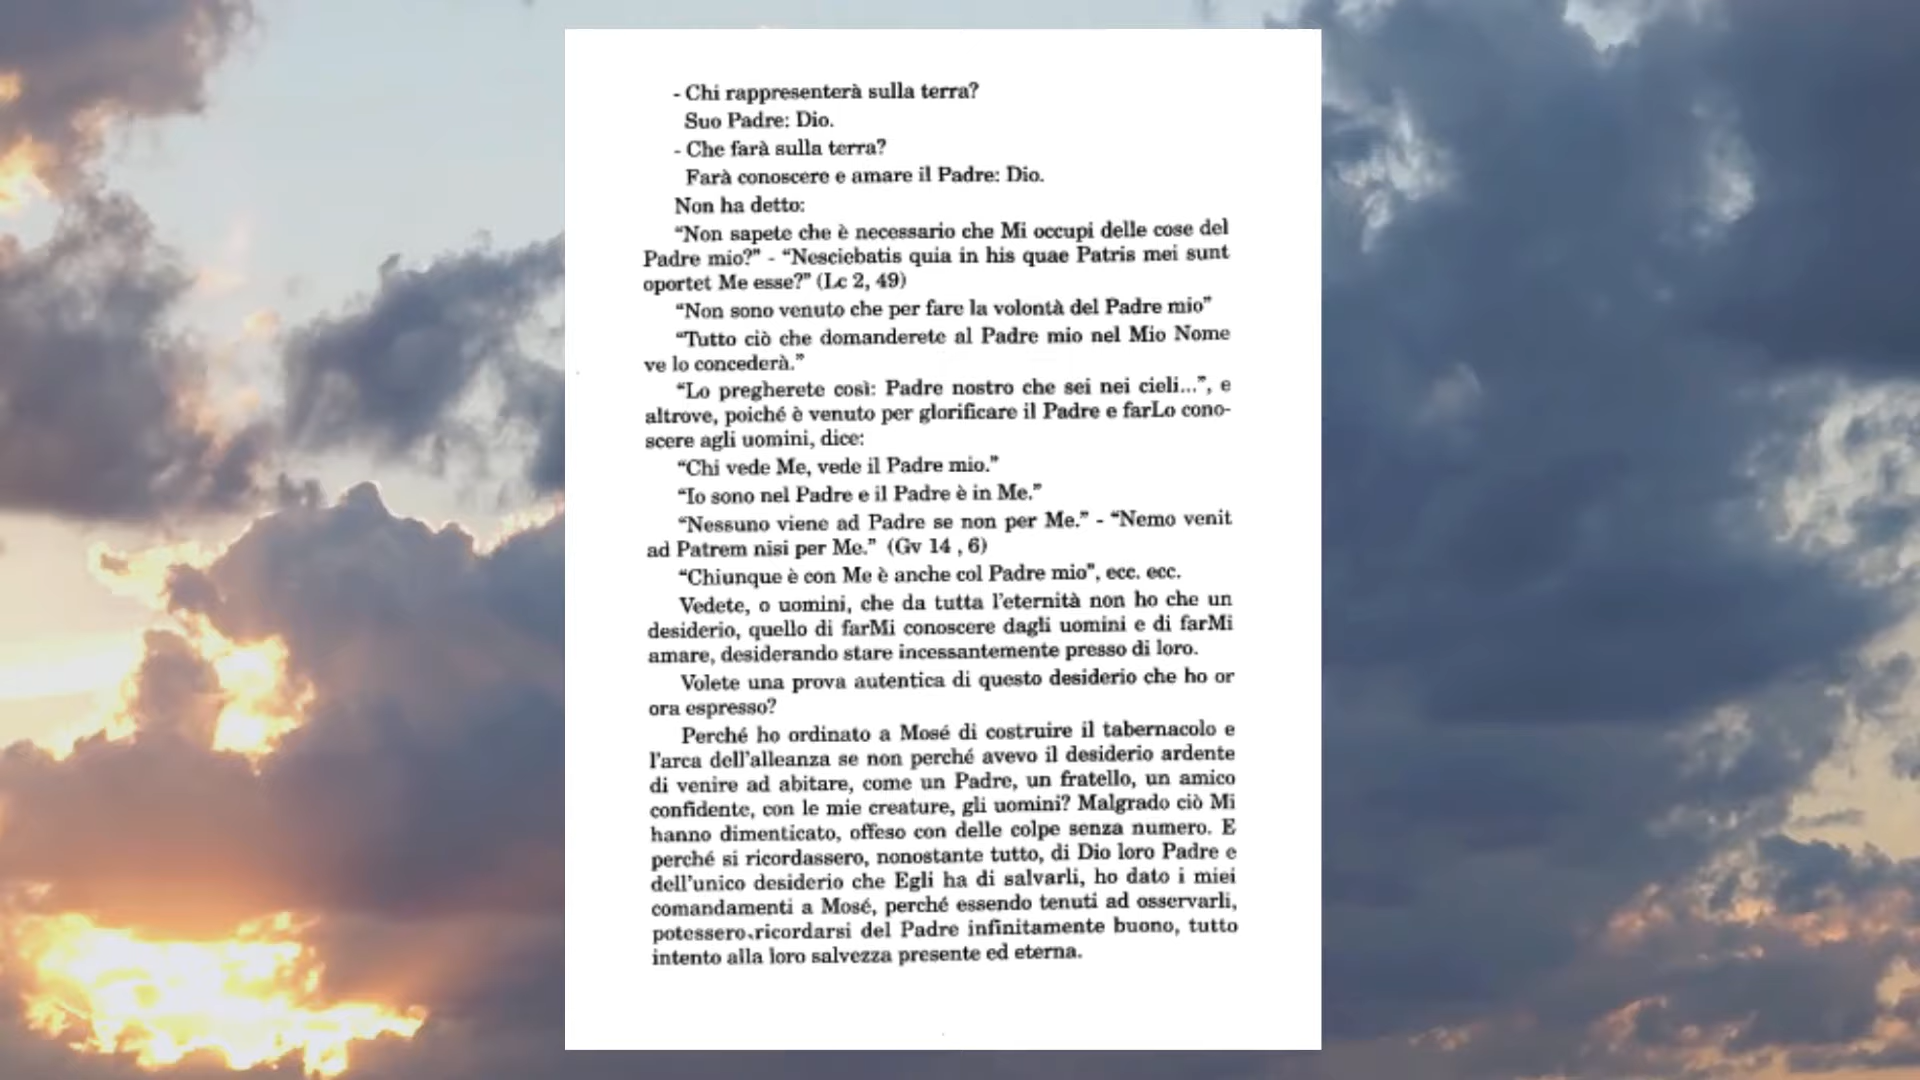 - Chi rappresenterà sulla terra?
Suo Padre: Dio.
- Che farà sulla terra?
Farà conoscere e amare il Padre: Dio.
Non ha detto:
“Non sapete che è necessario che Mi occupi delle cose del
Padre mio?” - “Nesciebatis quia in his quae Patris mei sunt
oportet Me esse?” (Lc 2, 49)
“Non sono venuto che per fare la volontà del Padre mio”
“Tutto ciò che domanderete al Padre mio nel Mio Nome
ve lo concederà.”
“Lo pregherete così: Padre nostro che sei nei cieli...”, e
altrove, poiché è venuto per glorificare il Padre e farLo cono-
scere agli uomini, dice:
“Chi vede Me, vede il Padre mio.”
“Io sono nel Padre e il Padre è in Me.”
“Nessuno viene ad Padre se non per Me.” - “Nemo venit
ad Patrem nisi per Me.” (Gv 14 , 6)
“Chiunque è con Me è anche col Padre mio”, ecc. ecc.
Vedete, o uomini, che da tutta l’eternità non ho che un
desiderio, quello di farMi conoscere dagli uomini e di farMi
amare, desiderando stare incessantemente presso di loro.
Volete una prova autentica di questo desiderio che ho or
ora espresso?
Perché ho ordinato a Mosé di costruire il tabernacolo e
l’arca dell’alleanza se non perché avevo il desiderio ardente
di venire ad abitare, come un Padre, un fratello, un amico
confidente, con le mie creature, gli uomini? Malgrado ciò Mi
hanno dimenticato, offeso con delle colpe senza numero. E
perché si ricordassero, nonostante tutto, di Dio loro Padre e
dell’unico desiderio che Egli ha di salvarli, ho dato i miei
comandamenti a Mosé, perché essendo tenuti ad osservarli,
potessero ricordarsi del Padre infinitamente buono, tutto
intento alla loro salvezza presente ed eterna.